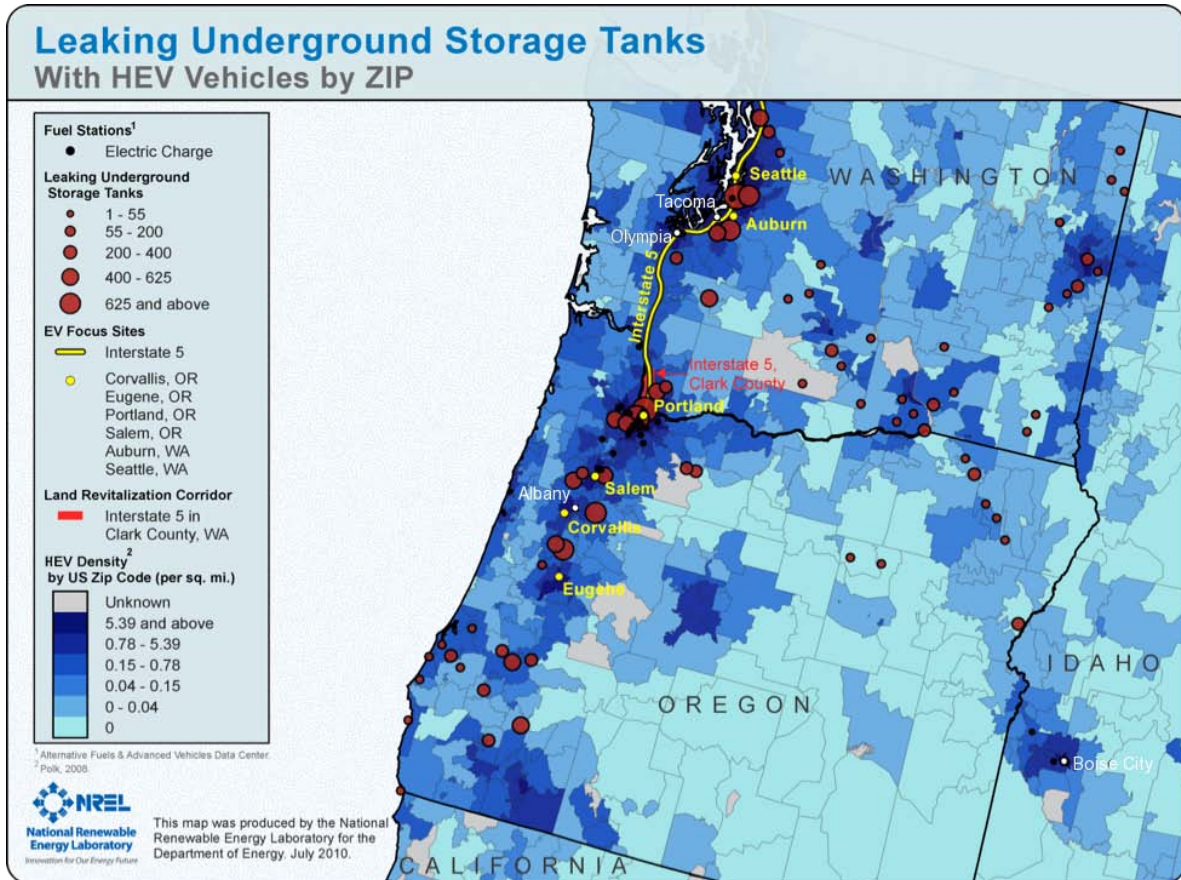 Leaking Underground Storage Tanks
With HEV Vehicles by ZIP
Fuel Stations1
Electric Charge
Leaking Underground
Storage Tanks
1 - 55
55 - 200
200 - 400
400 - 625
625 and above
EV Focus Sites
Interstate 5
Corvallis, OR
Eugene, OR
Portland, OR
Salem, OR
Auburn, WA
Seattle, WA
Land Revitalization Corridor
Interstate 5 in
Clark County, WA
HEV Density2
by US Zip Code (per sq. mi.)
Unknown
5.39 and above
0.78 - 5.39
0.15 - 0.78
0.04 - 0.15
0 - 0.04
0
1 Alternative Fuels & Advanced Vehicles Data Center.
2 Polk, 2008.
NREL
National Renewable
Energy Laboratory
Innovation for Our Energy Future
This map was produced by the National
Renewable Energy Laboratory for the
Department of Energy. July 2010.
Seattle
WASHINGTON
Tacoma
Auburn
Olympia
Interstate 5
Interstate 5,
Clark County
Portland
Salem
Albany
Corvallis
Eugene
IDAHO
OREGON
Boise City
CALIFORNIA